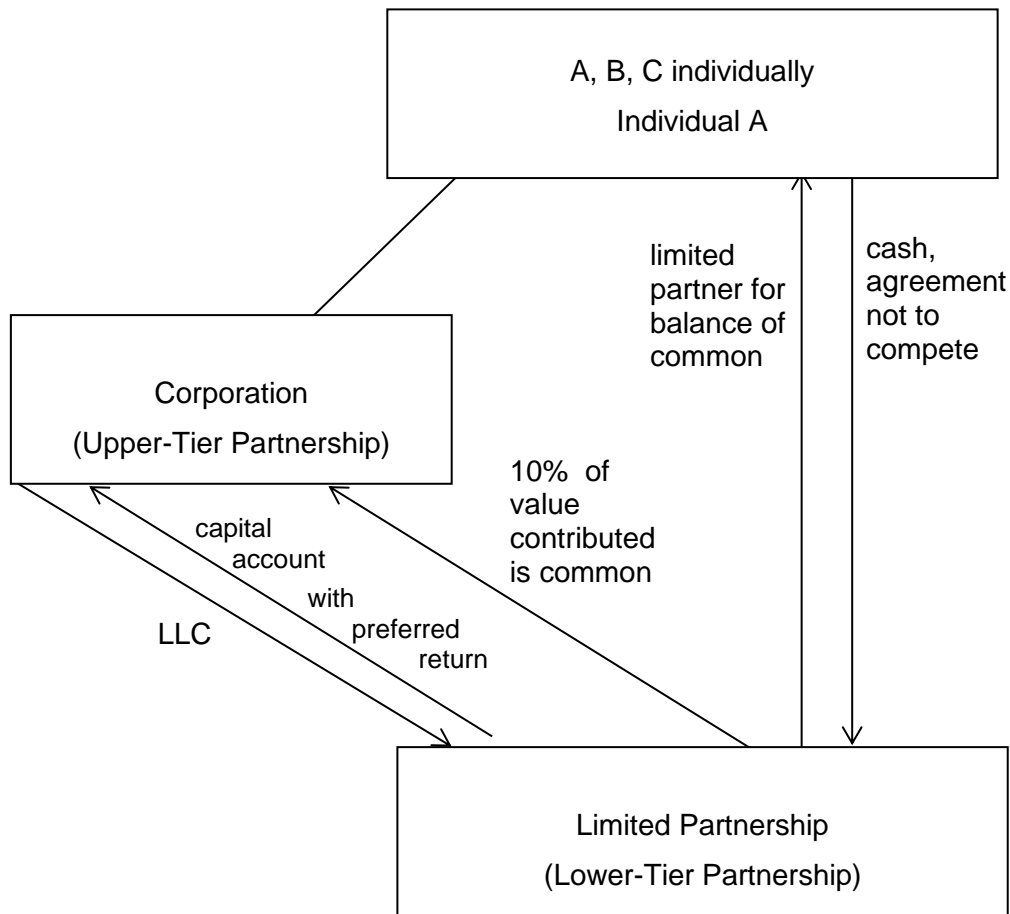 A, B, C individually
Individual A
limited
partner for
balance of
common
cash,
agreement
not to
compete
Corporation
(Upper-Tier Partnership)
10% of
value
contributed
is common
capital
account
with
preferred
return
LLC
Limited Partnership
(Lower-Tier Partnership)